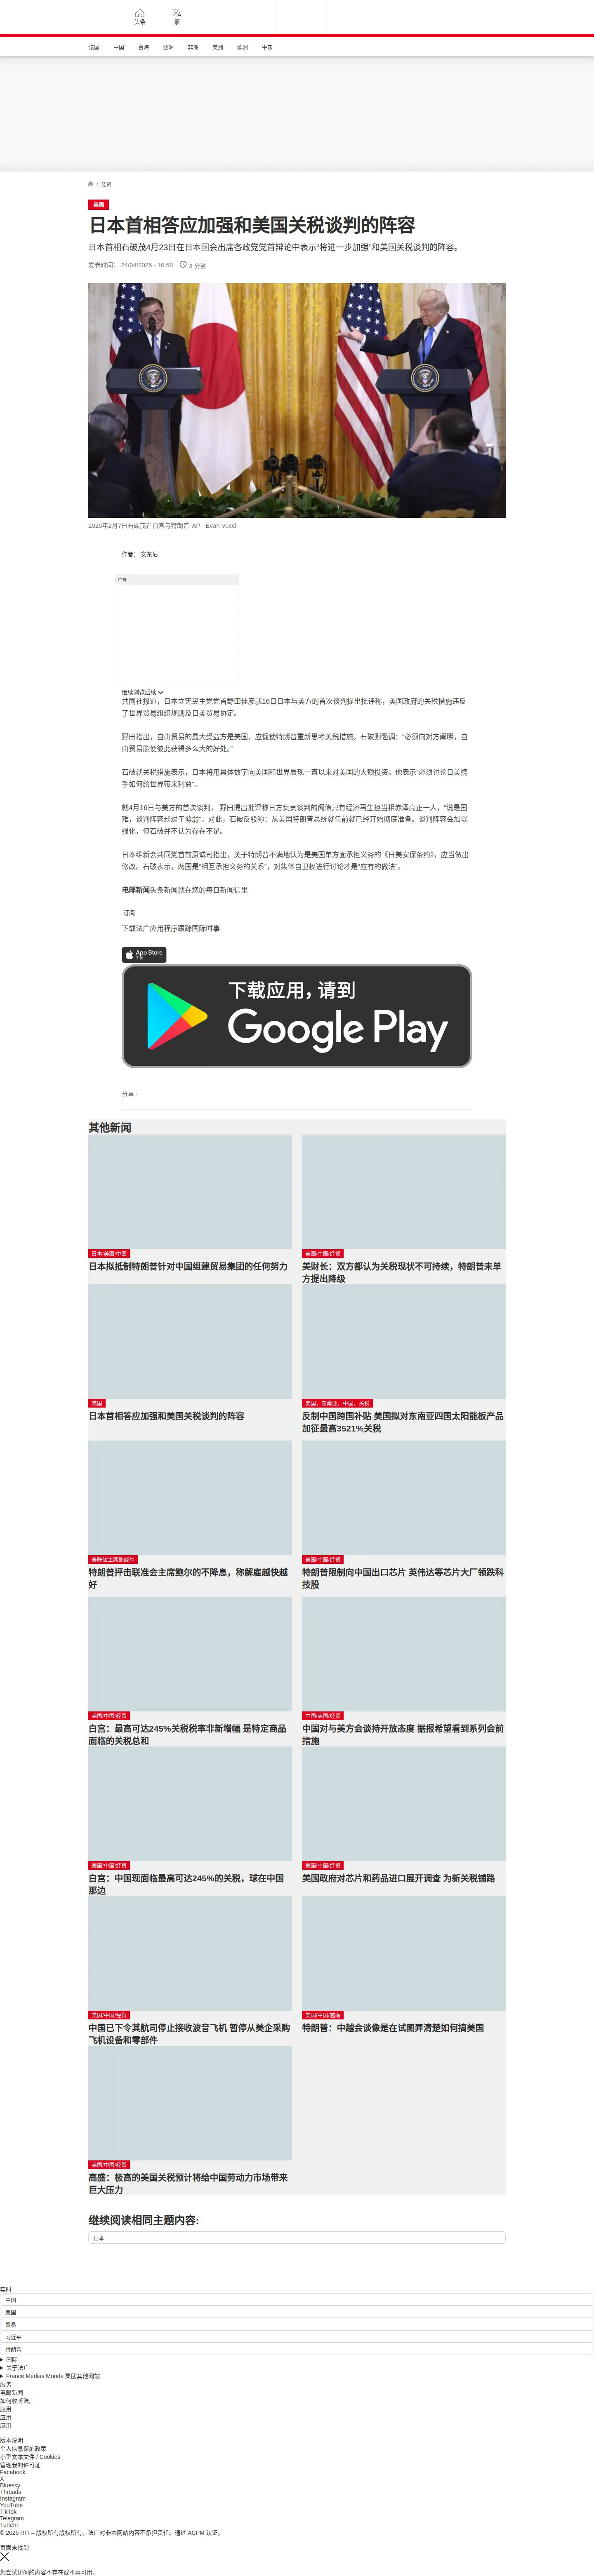 头条
繁
法国 中国 台海 亚洲 非洲 美洲 欧洲 中东
/ 经贸
美国
日本首相答应加强和美国关税谈判的阵容
日本首相石破茂4月23日在日本国会出席各政党党首辩论中表示“将进一步加强”和美国关税谈判的阵容。
发表时间： 24/04/2025 - 10:58 3 分钟
2025年2月7日石破茂在白宫与特朗普 AP - Evan Vucci
作者： 安东尼
广告
继续浏览后续
共同社报道，日本立宪民主党党首野田佳彦就16日日本与美方的首次谈判提出批评称，美国政府的关税措施违反
了世界贸易组织规则及日美贸易协定。
野田指出，自由贸易的最大受益方是美国，应促使特朗普重新思考关税措施。石破则强调：“必须向对方阐明，自
由贸易能使彼此获得多么大的好处。”
石破就关税措施表示，日本将用具体数字向美国和世界展现一直以来对美国的大额投资。他表示“必须讨论日美携
手如何给世界带来利益”。
就4月16日与美方的首次谈判， 野田提出批评称日方负责谈判的阁僚只有经济再生担当相赤泽亮正一人，“说是国
难，谈判阵容却过于薄弱”。对此，石破反驳称：从美国特朗普总统就任前就已经开始彻底准备。谈判阵容会加以
强化，但石破并不认为存在不足。
日本维新会共同党首前原诚司指出，关于特朗普不满地认为是美国单方面承担义务的《日美安保条约》，应当做出
修改。石破表示，两国是“相互承担义务的关系”，对集体自卫权进行讨论才是“应有的做法”。
电邮新闻头条新闻就在您的每日新闻信里
订阅
下载法广应用程序跟踪国际时事
App Store
下载
下载应用，请到
Google Play
分享 :
其他新闻
日本/美国/中国
日本拟抵制特朗普针对中国组建贸易集团的任何努力
美国/中国/经贸
美财长：双方都认为关税现状不可持续，特朗普未单
方提出降级
美国
日本首相答应加强和美国关税谈判的阵容
美国，东南亚，中国，关税
反制中国跨国补贴 美国拟对东南亚四国太阳能板产品
加征最高3521%关税
美联储主席鲍威尔
特朗普抨击联准会主席鲍尔的不降息，称解雇越快越
好
美国/中国/经贸
特朗普限制向中国出口芯片 英伟达等芯片大厂领跌科
技股
美国/中国/经贸
白宫：最高可达245%关税税率非新增幅 是特定商品
面临的关税总和
中国/美国/经贸
中国对与美方会谈持开放态度 据报希望看到系列会前
措施
美国/中国/经贸
白宫：中国现面临最高可达245%的关税，球在中国
那边
美国/中国/经贸
美国政府对芯片和药品进口展开调查 为新关税铺路
美国/中国/经贸
中国已下令其航司停止接收波音飞机 暂停从美企采购
飞机设备和零部件
美国/中国/越南
特朗普：中越会谈像是在试图弄清楚如何搞美国
美国/中国/经贸
高盛：极高的美国关税预计将给中国劳动力市场带来
巨大压力
继续阅读相同主题内容:
日本
实时
中国
美国
贸易
习近平
特朗普
国际
关于法广
France Médias Monde 集团其他网站
服务
电邮新闻
如何收听法广
应用
应用
应用
版本说明
个人信息保护政策
小型文本文件 / Cookies
管理我的许可证
Facebook
X
Bluesky
Threads
Instagram
YouTube
TikTok
Telegram
TuneIn
© 2025 RFI – 版权所有版权所有。法广对非本网站内容不承担责任。通过 ACPM 认证。
页面未找到
您尝试访问的内容不存在或不再可用。